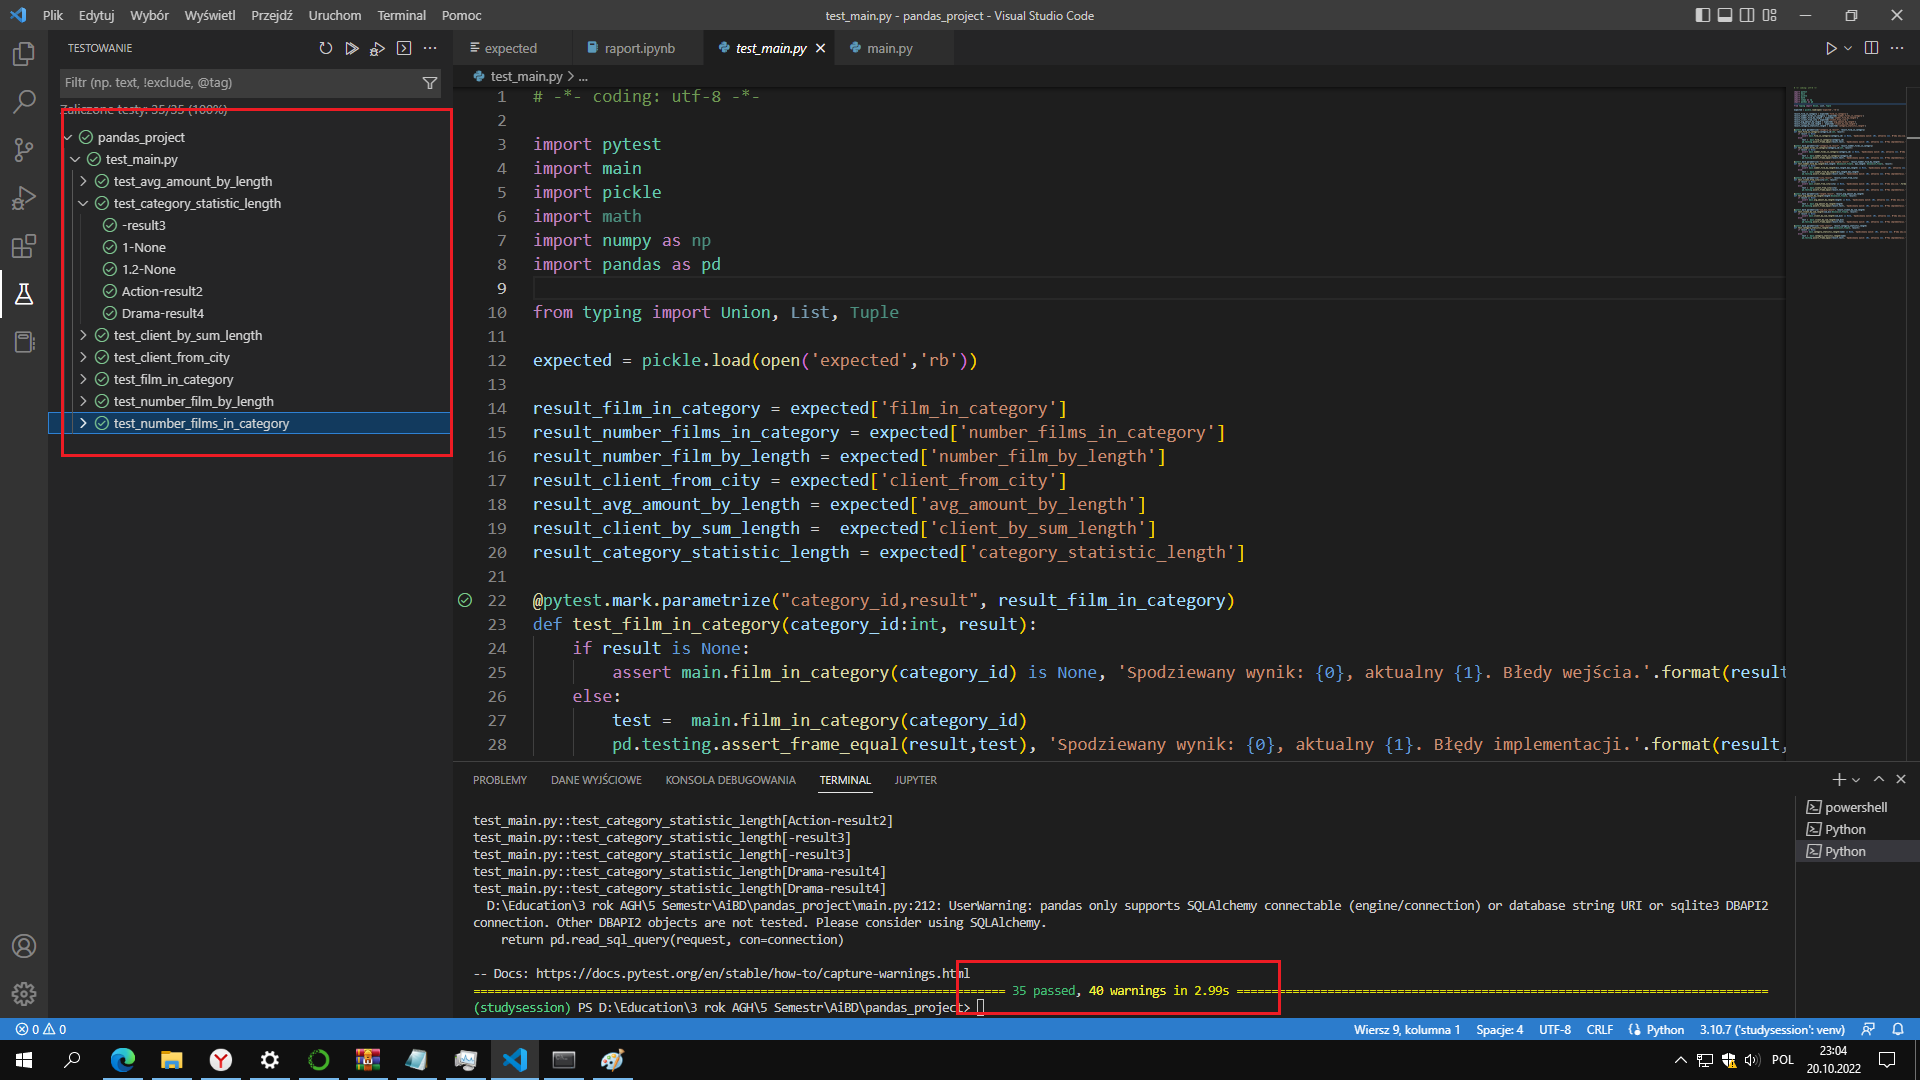 Plik Edytuj Wybór Wyświetl Przejdź Uruchom Terminal Pomoc
test_main.py - pandas_project - Visual Studio Code
TESTOWANIE
Filtr (np. text, !exclude, @tag)
Zaliczone testy: 35/35 (100%)
pandas_project
test_main.py
test_avg_amount_by_length
test_category_statistic_length
-result3
1-None
1.2-None
Action-result2
Drama-result4
test_client_by_sum_length
test_client_from_city
test_film_in_category
test_number_film_by_length
test_number_films_in_category
expected raport.ipynb test_main.py main.py
test_main.py > ...
1 # -*- coding: utf-8 -*-
2
3 import pytest
4 import main
5 import pickle
6 import math
7 import numpy as np
8 import pandas as pd
9
10 from typing import Union, List, Tuple
11
12 expected = pickle.load(open('expected','rb'))
13
14 result_film_in_category = expected['film_in_category']
15 result_number_films_in_category = expected['number_films_in_category']
16 result_number_film_by_length = expected['number_film_by_length']
17 result_client_from_city = expected['client_from_city']
18 result_avg_amount_by_length = expected['avg_amount_by_length']
19 result_client_by_sum_length =  expected['client_by_sum_length']
20 result_category_statistic_length = expected['category_statistic_length']
21
22 @pytest.mark.parametrize("category_id,result", result_film_in_category)
23 def test_film_in_category(category_id:int, result):
24 if result is None:
25 assert main.film_in_category(category_id) is None, 'Spodziewany wynik: {0}, aktualny {1}. Błedy wejścia.'.format(result
26 else:
27 test =  main.film_in_category(category_id)
28 pd.testing.assert_frame_equal(result,test), 'Spodziewany wynik: {0}, aktualny {1}. Błędy implementacji.'.format(result,
PROBLEMY DANE WYJŚCIOWE KONSOLA DEBUGOWANIA TERMINAL JUPYTER
test_main.py::test_category_statistic_length[Action-result2]
test_main.py::test_category_statistic_length[-result3]
test_main.py::test_category_statistic_length[-result3]
test_main.py::test_category_statistic_length[Drama-result4]
test_main.py::test_category_statistic_length[Drama-result4]
D:\Education\3 rok AGH\5 Semestr\AiBD\pandas_project\main.py:212: UserWarning: pandas only supports SQLAlchemy connectable (engine/connection) or database string URI or sqlite3 DBAPI2
connection. Other DBAPI2 objects are not tested. Please consider using SQLAlchemy.
return pd.read_sql_query(request, con=connection)
-- Docs: https://docs.pytest.org/en/stable/how-to/capture-warnings.html
35 passed, 40 warnings in 2.99s
(studysession) PS D:\Education\3 rok AGH\5 Semestr\AiBD\pandas_project>
powershell
Python
Python
0 0
Wiersz 9, kolumna 1 Spacje: 4 UTF-8 CRLF Python 3.10.7 ('studysession': venv)
POL
23:04
20.10.2022